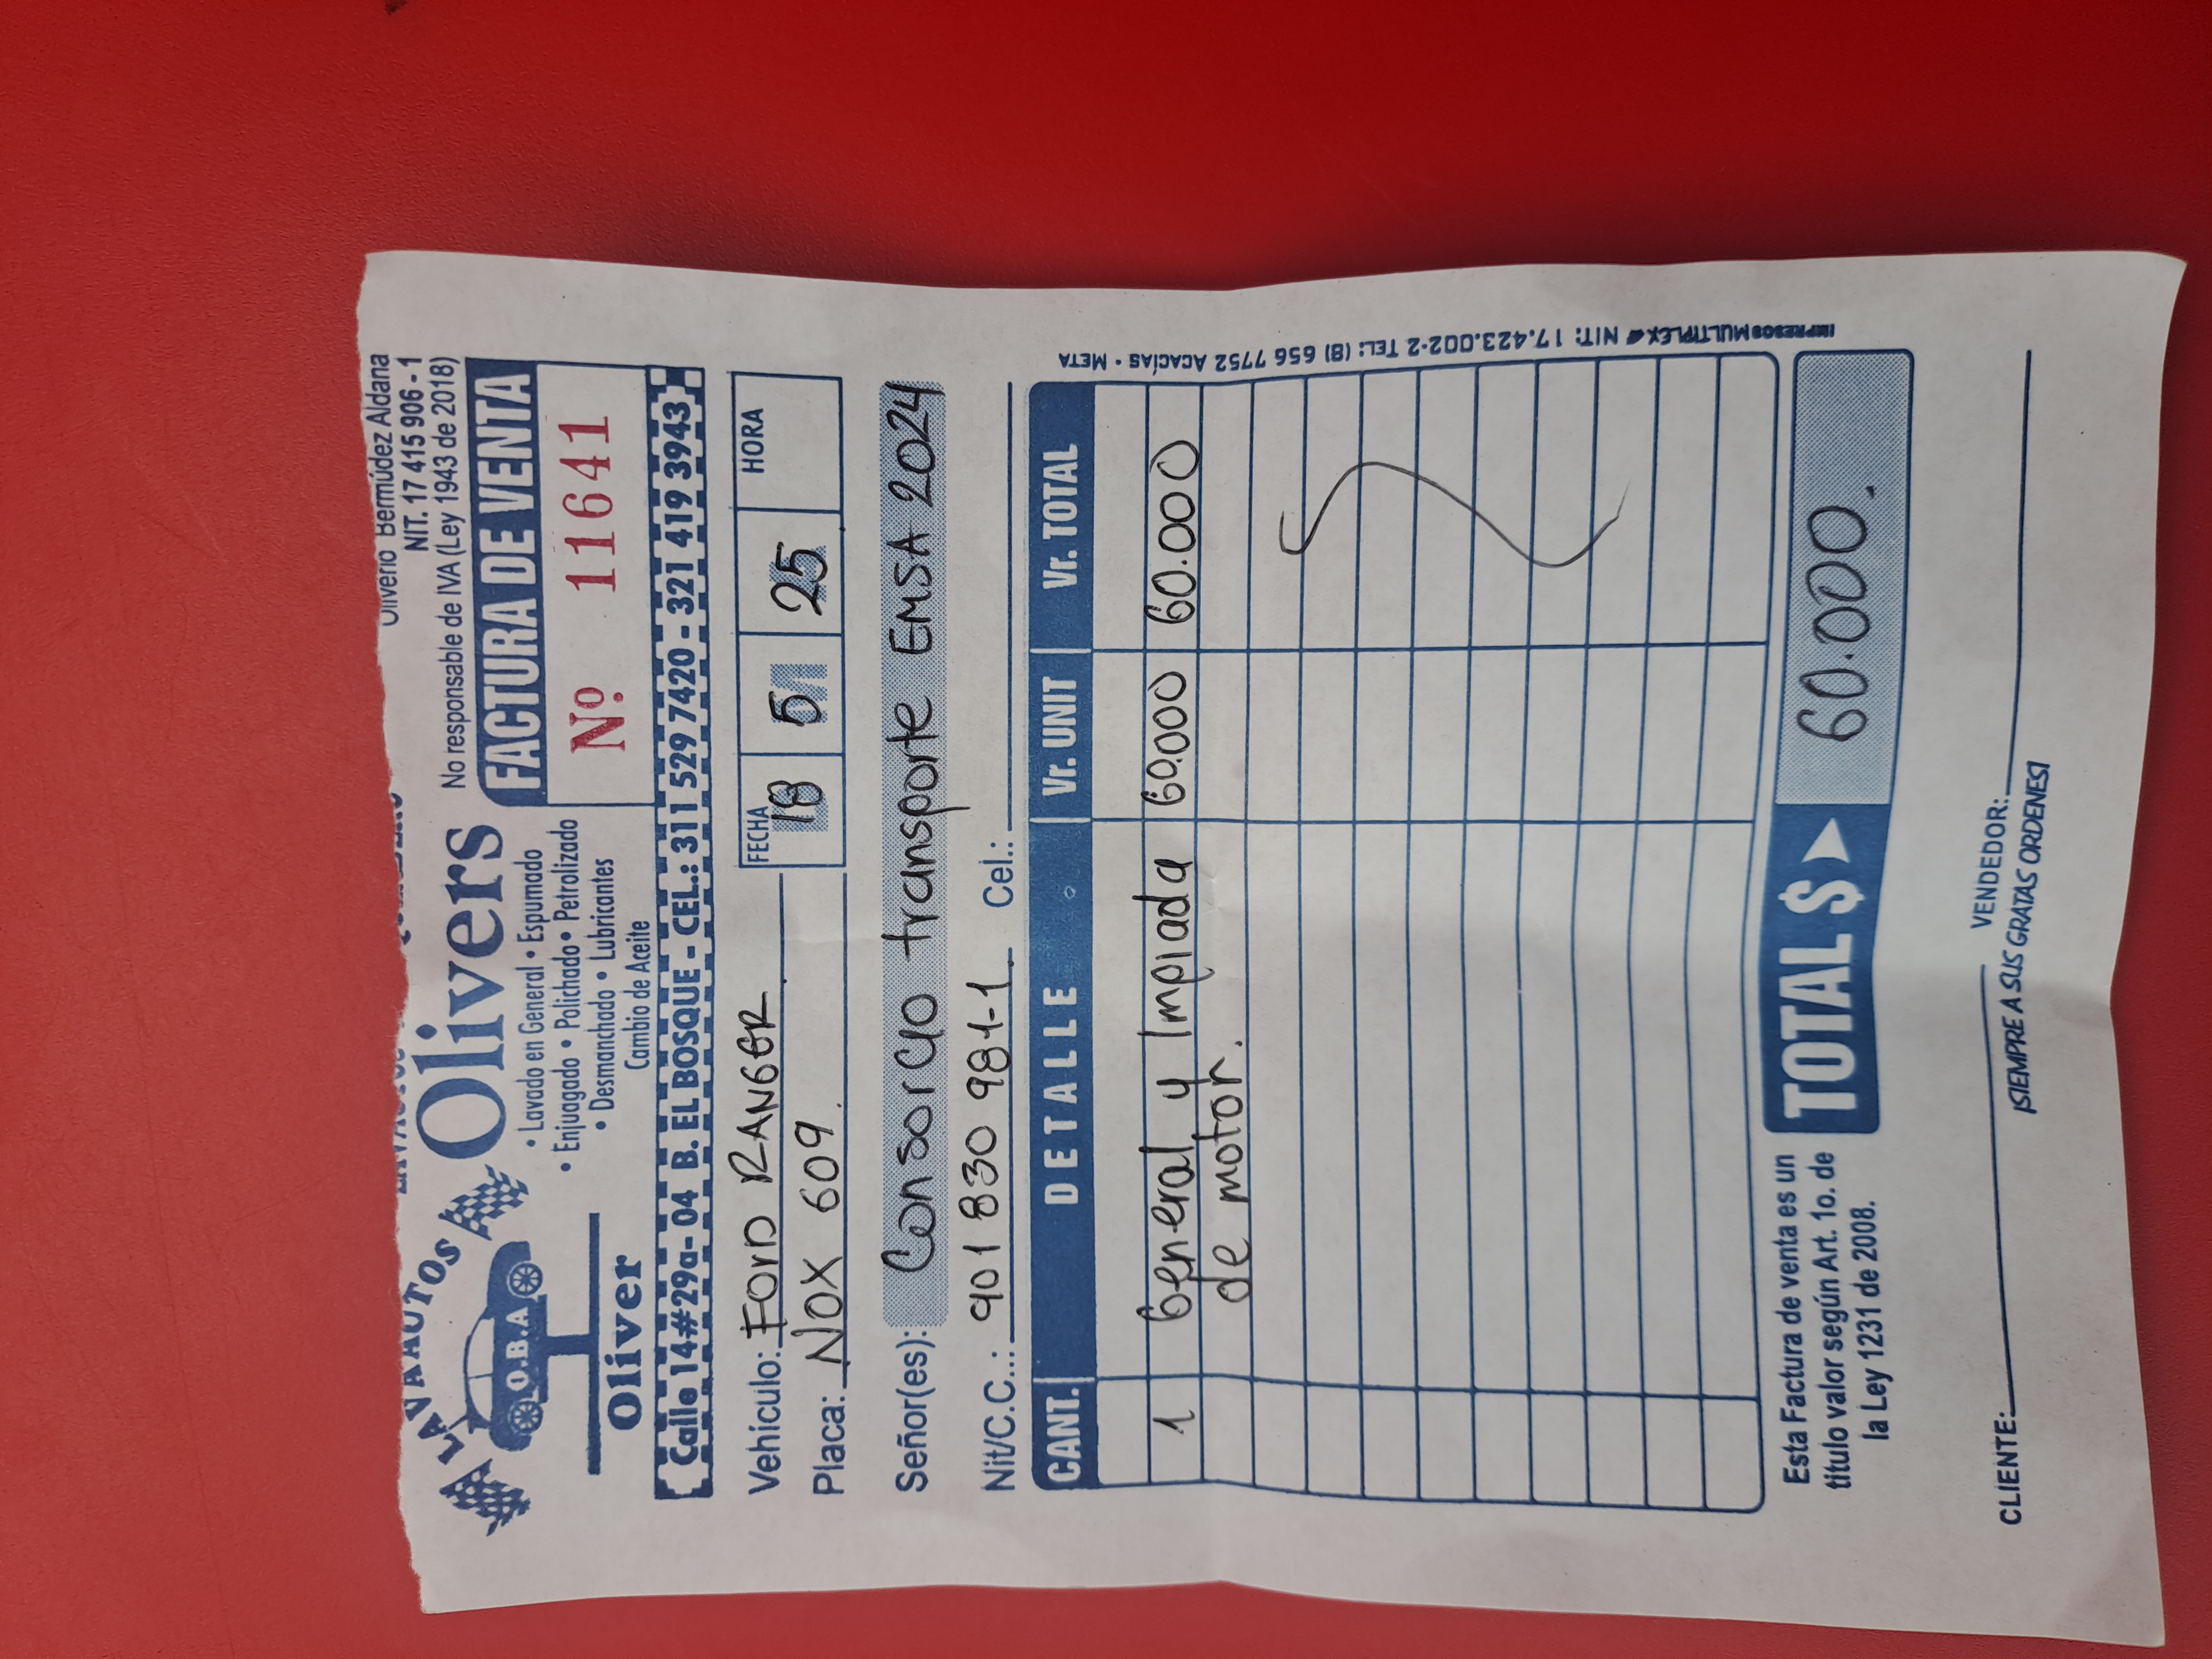 LAVAAUTOS
Olivers
O.B.A
Oliver
• Lavado en General • Espumado
• Enjuagado • Polichado • Petrolizado
• Desmanchado • Lubricantes
Cambio de Aceite
Oliverio Bermúdez Aldana
NIT. 17 415 906 - 1
No responsable de IVA (Ley 1943 de 2018)
FACTURA DE VENTA
Nº 11641
Calle 14#29a- 04 B. EL BOSQUE - CEL.: 311 529 7420 - 321 419 3943
Vehículo: FORD RANGER
Placa: NOX 609.
FECHA HORA
18 5 25
Señor(es): Consorcio transporte EMSA 2024
Nit/C.C.: 901 830 981-1 Cel.:
CANT. DETALLE Vr. UNIT Vr. TOTAL
1 General y limpiada 60.000 60.000
de motor.
Esta Factura de venta es un
título valor según Art. 1o. de
la Ley 1231 de 2008.
TOTAL $ 60.000.
CLIENTE: VENDEDOR:
¡SIEMPRE A SUS GRATAS ORDENES!
IMPRESOS MULTIPLEX NIT: 17.423.002-2 TEL: (8) 656 7752 ACACÍAS - META